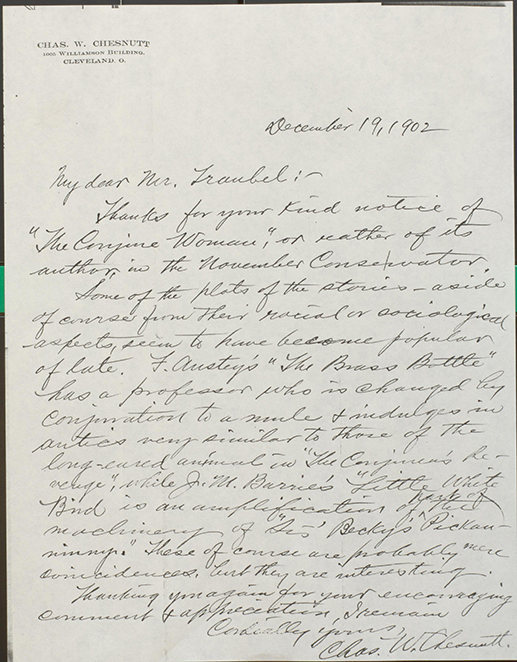 CHAS. W. CHESNUTT
1005 WILLIAMSON BUILDING.
CLEVELAND, O.
December 19, 1902
My dear Mr. Traubel:-
Thanks for your kind notice of
"The Conjure Woman", or rather of its
author, in the November Conservator.
Some of the plots of the stories - aside
of course from their racial or sociological
aspects, seem to have become popular
of late. F. Anstey's "The Brass Bottle"
has a professor who is changed by
conjuration to a mule & indulges in
antics very similar to those of the
long-eared animal in "The Conjurer's Re-
venge", while J. M. Barrie's "Little White
Bird is an amplification of part of the
machinery of "Sis' Becky's Pickan-
ninny." These of course are probably mere
coincidences, but they are interesting.
Thanking you again for your encouraging
comment & appreciation, I remain
Cordially yours,
Chas. W. Chesnutt.